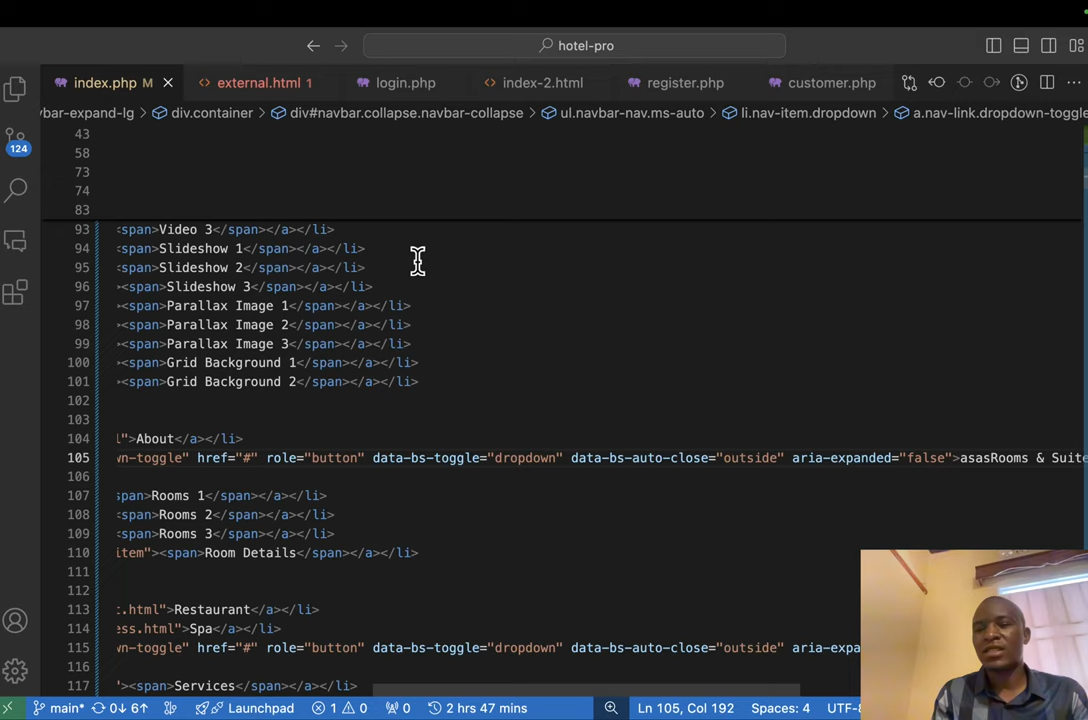 hotel-pro
index.php M external.html 1 login.php index-2.html register.php customer.php
vbar-expand-lg > div.container > div#navbar.collapse.navbar-collapse > ul.navbar-nav.ms-auto > li.nav-item.dropdown > a.nav-link.dropdown-toggle
124
43
58
73
74
83
93 <span>Video 3</span></a></li>
94 <span>Slideshow 1</span></a></li>
95 <span>Slideshow 2</span></a></li>
96 ><span>Slideshow 3</span></a></li>
97 ><span>Parallax Image 1</span></a></li>
98 ><span>Parallax Image 2</span></a></li>
99 ><span>Parallax Image 3</span></a></li>
100 ><span>Grid Background 1</span></a></li>
101 ><span>Grid Background 2</span></a></li>
102
103
104 l">About</a></li>
105 wn-toggle" href="#" role="button" data-bs-toggle="dropdown" data-bs-auto-close="outside" aria-expanded="false">asasRooms & Suite
106
107 span>Rooms 1</span></a></li>
108 <span>Rooms 2</span></a></li>
109 <span>Rooms 3</span></a></li>
110 item"><span>Room Details</span></a></li>
111
112
113 t.html">Restaurant</a></li>
114 ess.html">Spa</a></li>
115 wn-toggle" href="#" role="button" data-bs-toggle="dropdown" data-bs-auto-close="outside" aria-expa
116
117 "><span>Services</span></a></li>
main* 0↓ 6↑ Launchpad 1 0 0 2 hrs 47 mins Ln 105, Col 192 Spaces: 4 UTF-8